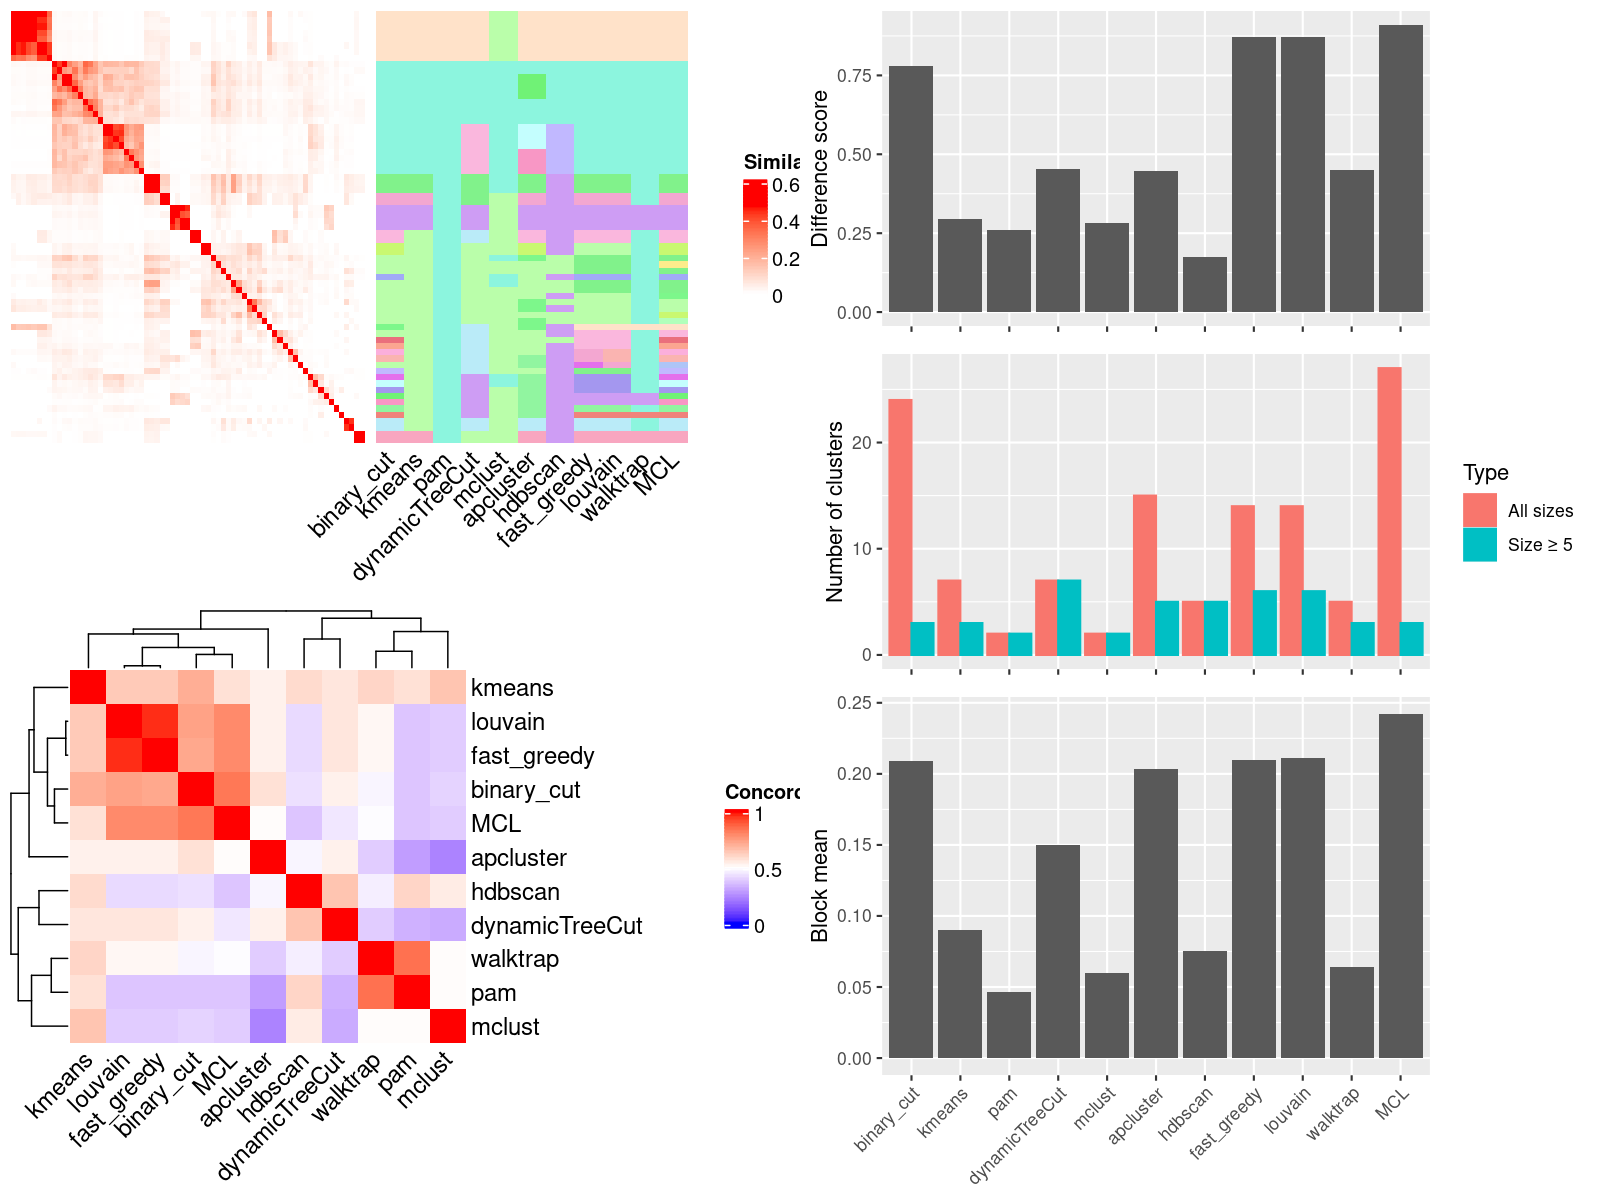 Simila
0.6
0.4
0.2
0
binary_cut
kmeans
pam
dynamicTreeCut
mclust
apcluster
hdbscan
fast_greedy
louvain
walktrap
MCL
Difference score
0.75
0.50
0.25
0.00
Number of clusters
20
10
0
Type
All sizes
Size ≥ 5
kmeans
louvain
fast_greedy
binary_cut
MCL
apcluster
hdbscan
dynamicTreeCut
walktrap
pam
mclust
Concord
1
0.5
0
kmeans
louvain
fast_greedy
binary_cut
MCL
apcluster
hdbscan
dynamicTreeCut
walktrap
pam
mclust
Block mean
0.25
0.20
0.15
0.10
0.05
0.00
binary_cut
kmeans
pam
dynamicTreeCut
mclust
apcluster
hdbscan
fast_greedy
louvain
walktrap
MCL